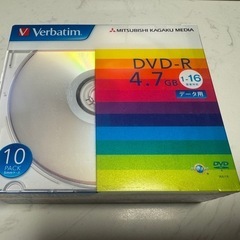 Verbatim
MITSUBISHI KAGAKU MEDIA
DVD-R
4.7GB
1-16
データ用
10
PACK
DVD